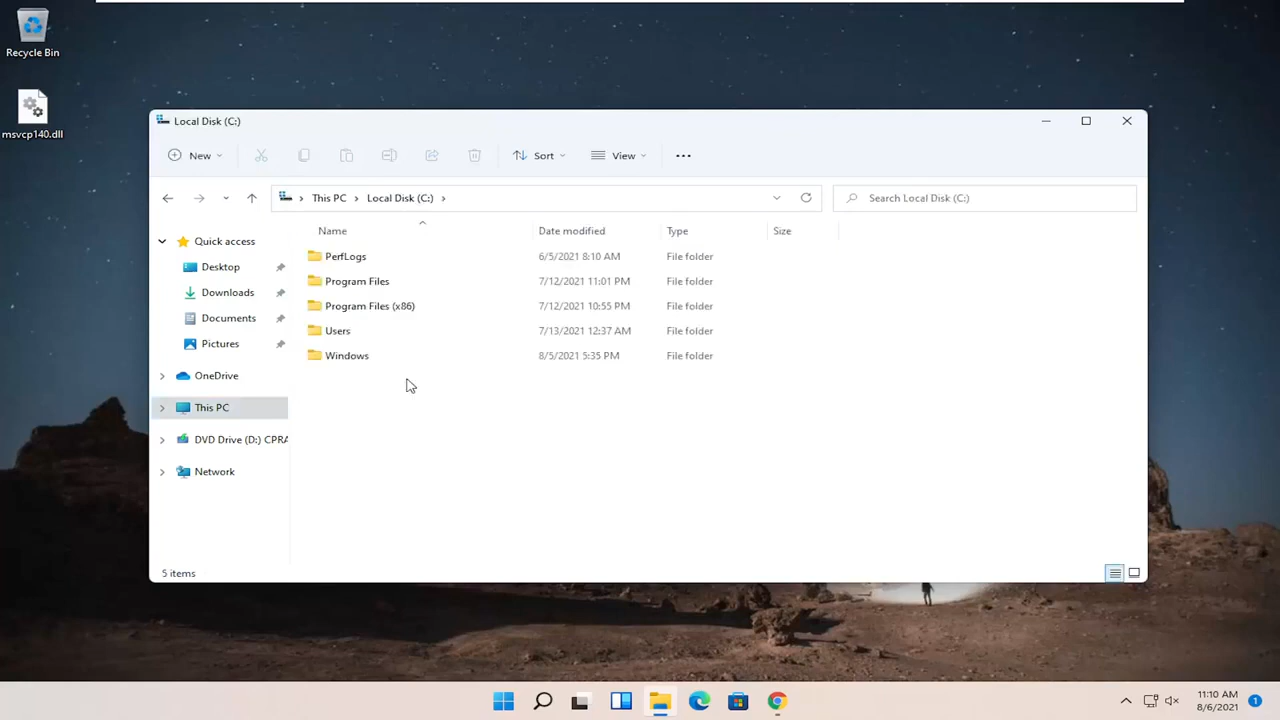 Recycle Bin
msvcp140.dll
Local Disk (C:)
New
Sort
View
This PC
Local Disk (C:)
Search Local Disk (C:)
Name
Date modified
Type
Size
Quick access
Desktop
Downloads
Documents
Pictures
OneDrive
This PC
DVD Drive (D:) CPRA
Network
PerfLogs 6/5/2021 8:10 AM File folder
Program Files 7/12/2021 11:01 PM File folder
Program Files (x86) 7/12/2021 10:55 PM File folder
Users 7/13/2021 12:37 AM File folder
Windows 8/5/2021 5:35 PM File folder
5 items
11:10 AM
8/6/2021
1